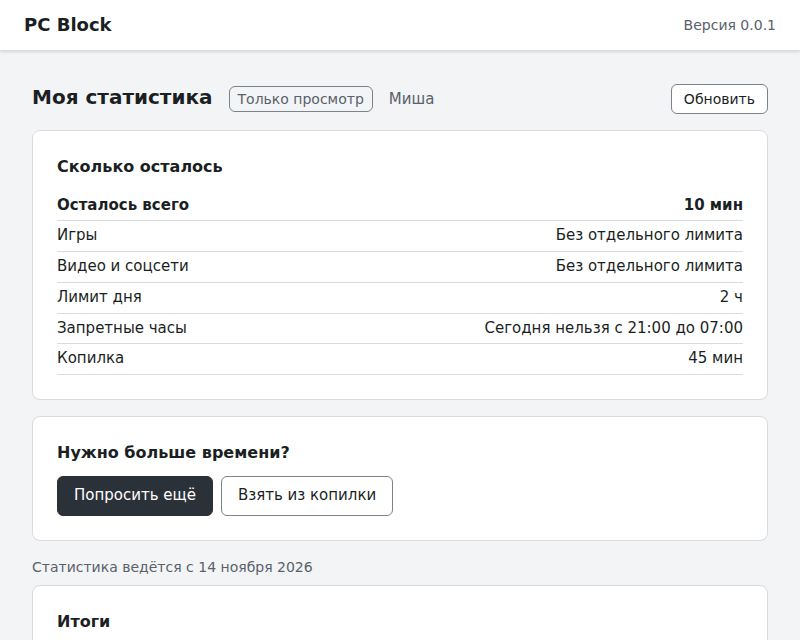 PC Block
Версия 0.0.1
Моя статистика
Только просмотр
Миша
Обновить
Сколько осталось
Осталось всего 10 мин
Игры Без отдельного лимита
Видео и соцсети Без отдельного лимита
Лимит дня 2 ч
Запретные часы Сегодня нельзя с 21:00 до 07:00
Копилка 45 мин
Нужно больше времени?
Попросить ещё
Взять из копилки
Статистика ведётся с 14 ноября 2026
Итоги